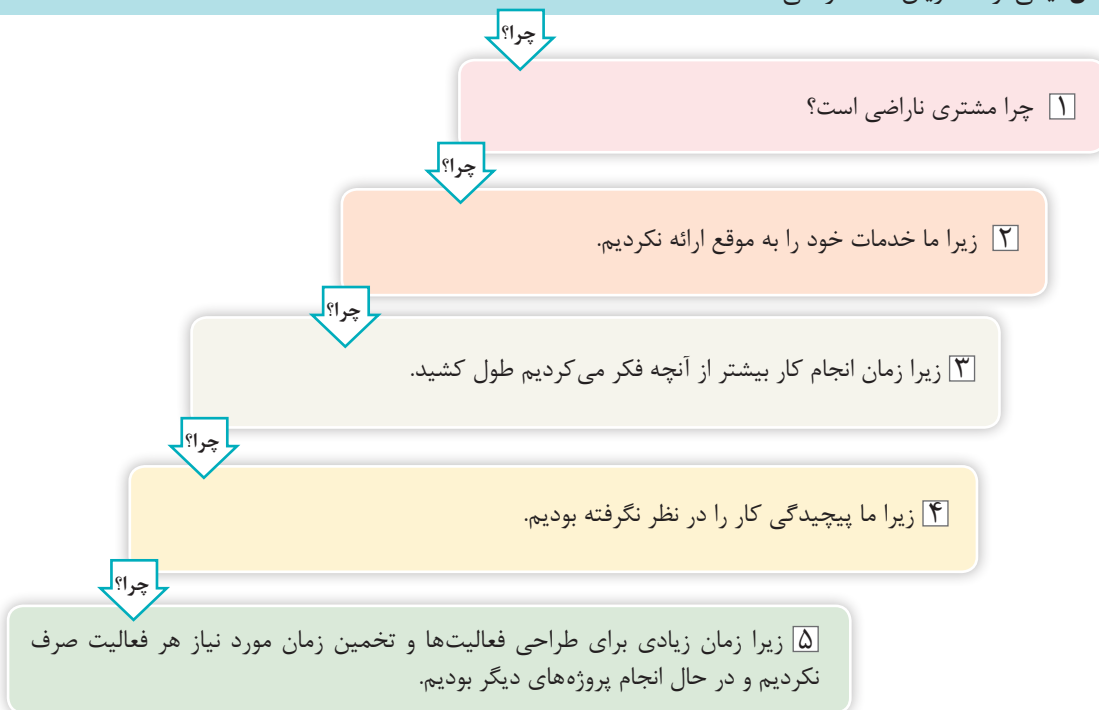 چرا؟
۱ چرا مشتری ناراضی است؟
چرا؟
۲ زیرا ما خدمات خود را به موقع ارائه نکردیم.
چرا؟
۳ زیرا زمان انجام کار بیشتر از آنچه فکر می‌کردیم طول کشید.
چرا؟
۴ زیرا ما پیچیدگی کار را در نظر نگرفته بودیم.
چرا؟
۵ زیرا زمان زیادی برای طراحی فعالیت‌ها و تخمین زمان مورد نیاز هر فعالیت صرف
نکردیم و در حال انجام پروژه‌های دیگر بودیم.